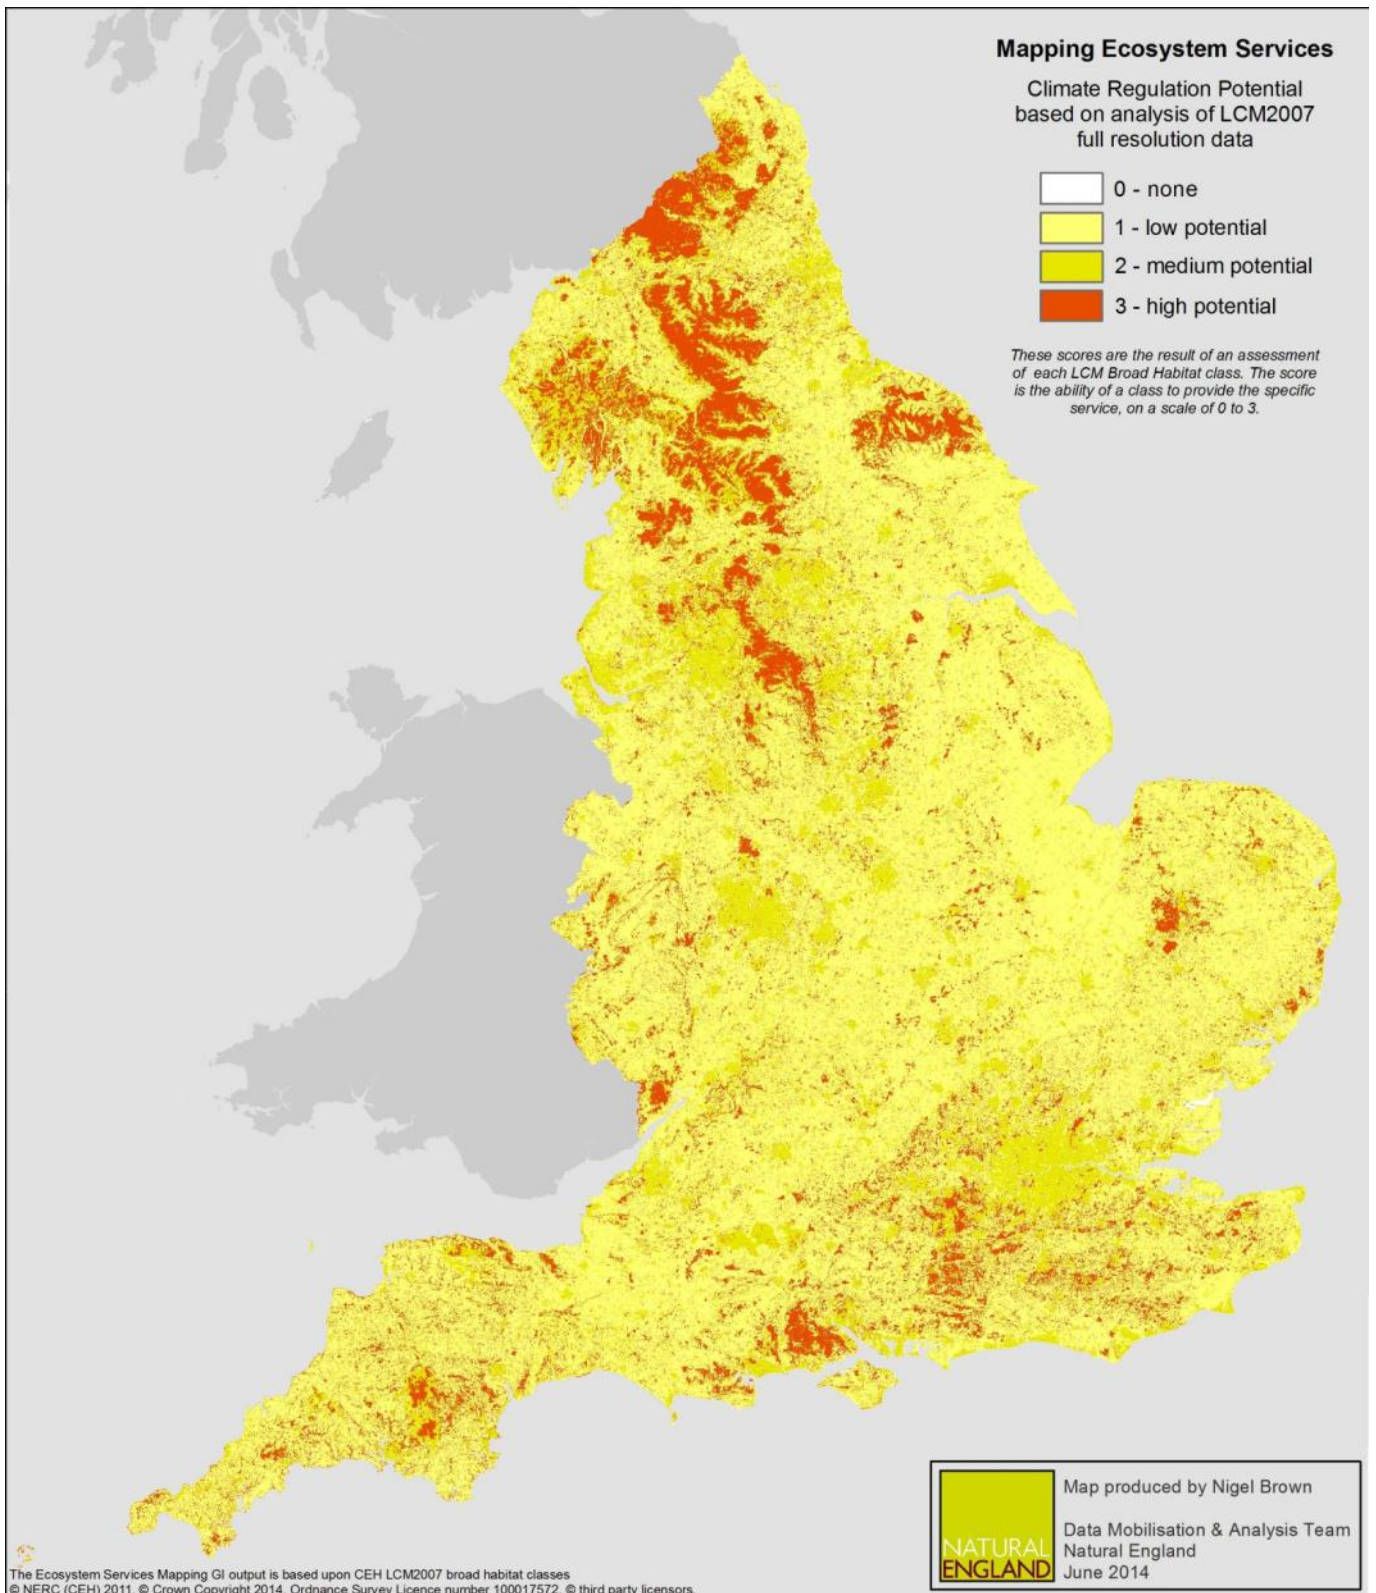 Mapping Ecosystem Services
Climate Regulation Potential
based on analysis of LCM2007
full resolution data
0 - none
1 - low potential
2 - medium potential
3 - high potential
These scores are the result of an assessment
of each LCM Broad Habitat class. The score
is the ability of a class to provide the specific
service, on a scale of 0 to 3.
Map produced by Nigel Brown
Data Mobilisation & Analysis Team
Natural England
June 2014
NATURAL
ENGLAND
The Ecosystem Services Mapping GI output is based upon CEH LCM2007 broad habitat classes
© NERC (CEH) 2011. © Crown Copyright 2014. Ordnance Survey Licence number 100017572. © third party licensors.